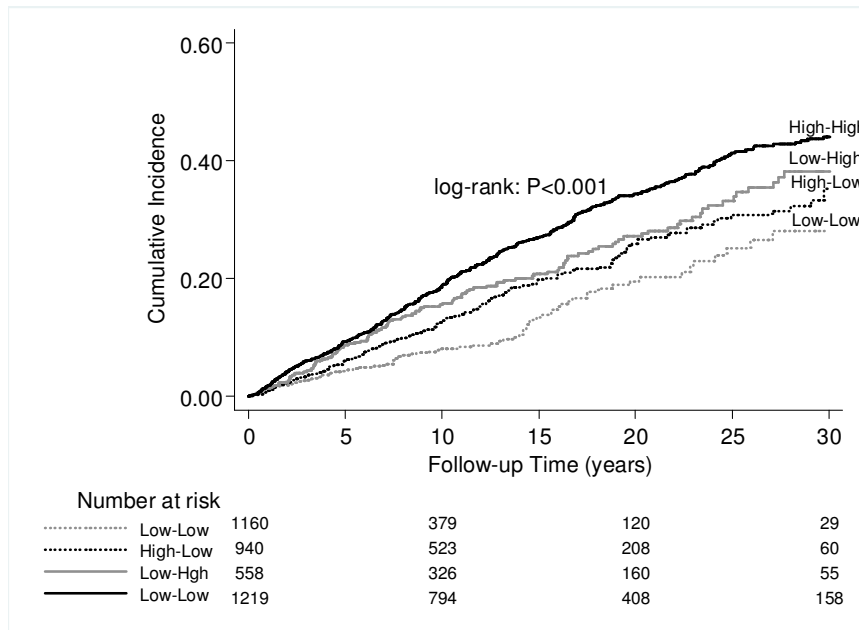 0.60
0.40
0.20
0.00
Cumulative Incidence
High-High
Low-High
High-Low
Low-Low
log-rank: P<0.001
0 5 10 15 20 25 30
Follow-up Time (years)
Number at risk
Low-Low 1160 379 120 29
High-Low 940 523 208 60
Low-Hgh 558 326 160 55
Low-Low 1219 794 408 158